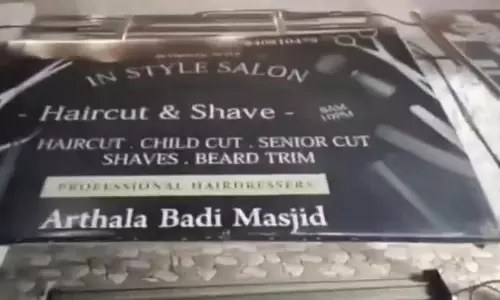 IN STYLE SALON
- Haircut & Shave -
8AM
10PM
HAIRCUT . CHILD CUT . SENIOR CUT
SHAVES . BEARD TRIM
PROFESSIONAL HAIRDRESSERS
Arthala Badi Masjid